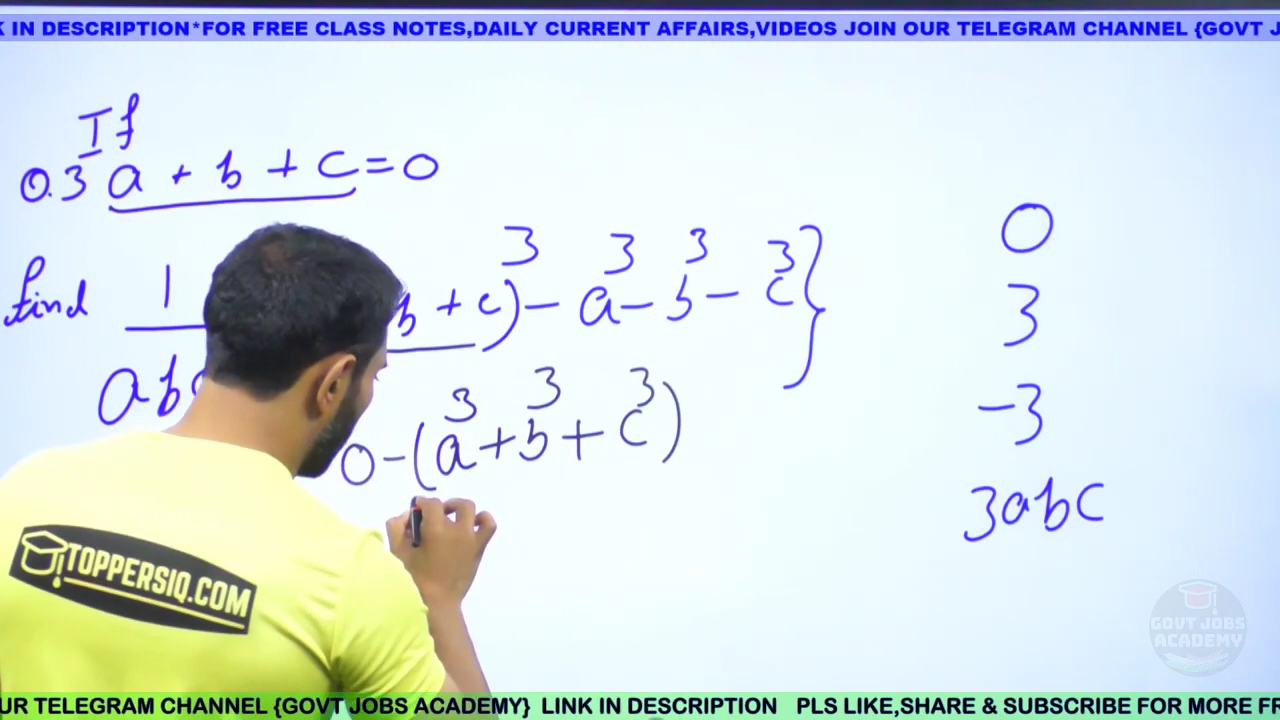 K IN DESCRIPTION*FOR FREE CLASS NOTES,DAILY CURRENT AFFAIRS,VIDEOS JOIN OUR TELEGRAM CHANNEL {GOVT J
If
Q.3 a + b + c = 0
find 1
b + c)³ - a³ - b³ - c³ }
ab
0 - (a³ + b³ + c³)
0
3
-3
3abc
TOPPERSIQ.COM
GOVT JOBS
ACADEMY
UR TELEGRAM CHANNEL {GOVT JOBS ACADEMY} LINK IN DESCRIPTION PLS LIKE,SHARE & SUBSCRIBE FOR MORE FR